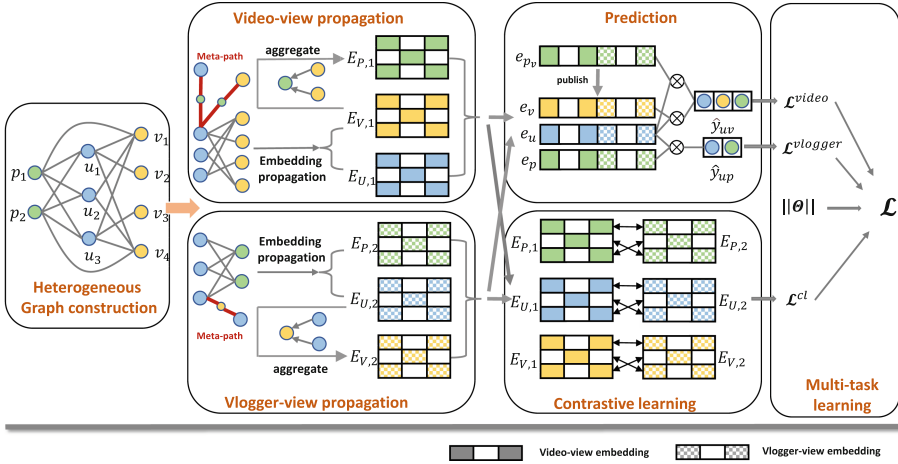 Video-view propagation
Meta-path
aggregate
Embedding
propagation
E_{P,1}
E_{V,1}
E_{U,1}
p_1
p_2
u_1
u_2
u_3
v_1
v_2
v_3
v_4
Heterogeneous
Graph construction
Embedding
propagation
Meta-path
aggregate
E_{P,2}
E_{U,2}
E_{V,2}
Vlogger-view propagation
Prediction
e_{p_v}
publish
e_v
e_u
e_p
ŷ_{uv}
ŷ_{up}
E_{P,1}
E_{P,2}
E_{U,1}
E_{U,2}
E_{V,1}
E_{V,2}
Contrastive learning
𝓛^{video}
𝓛^{vlogger}
||Θ||
𝓛
𝓛^{cl}
Multi-task
learning
Video-view embedding
Vlogger-view embedding